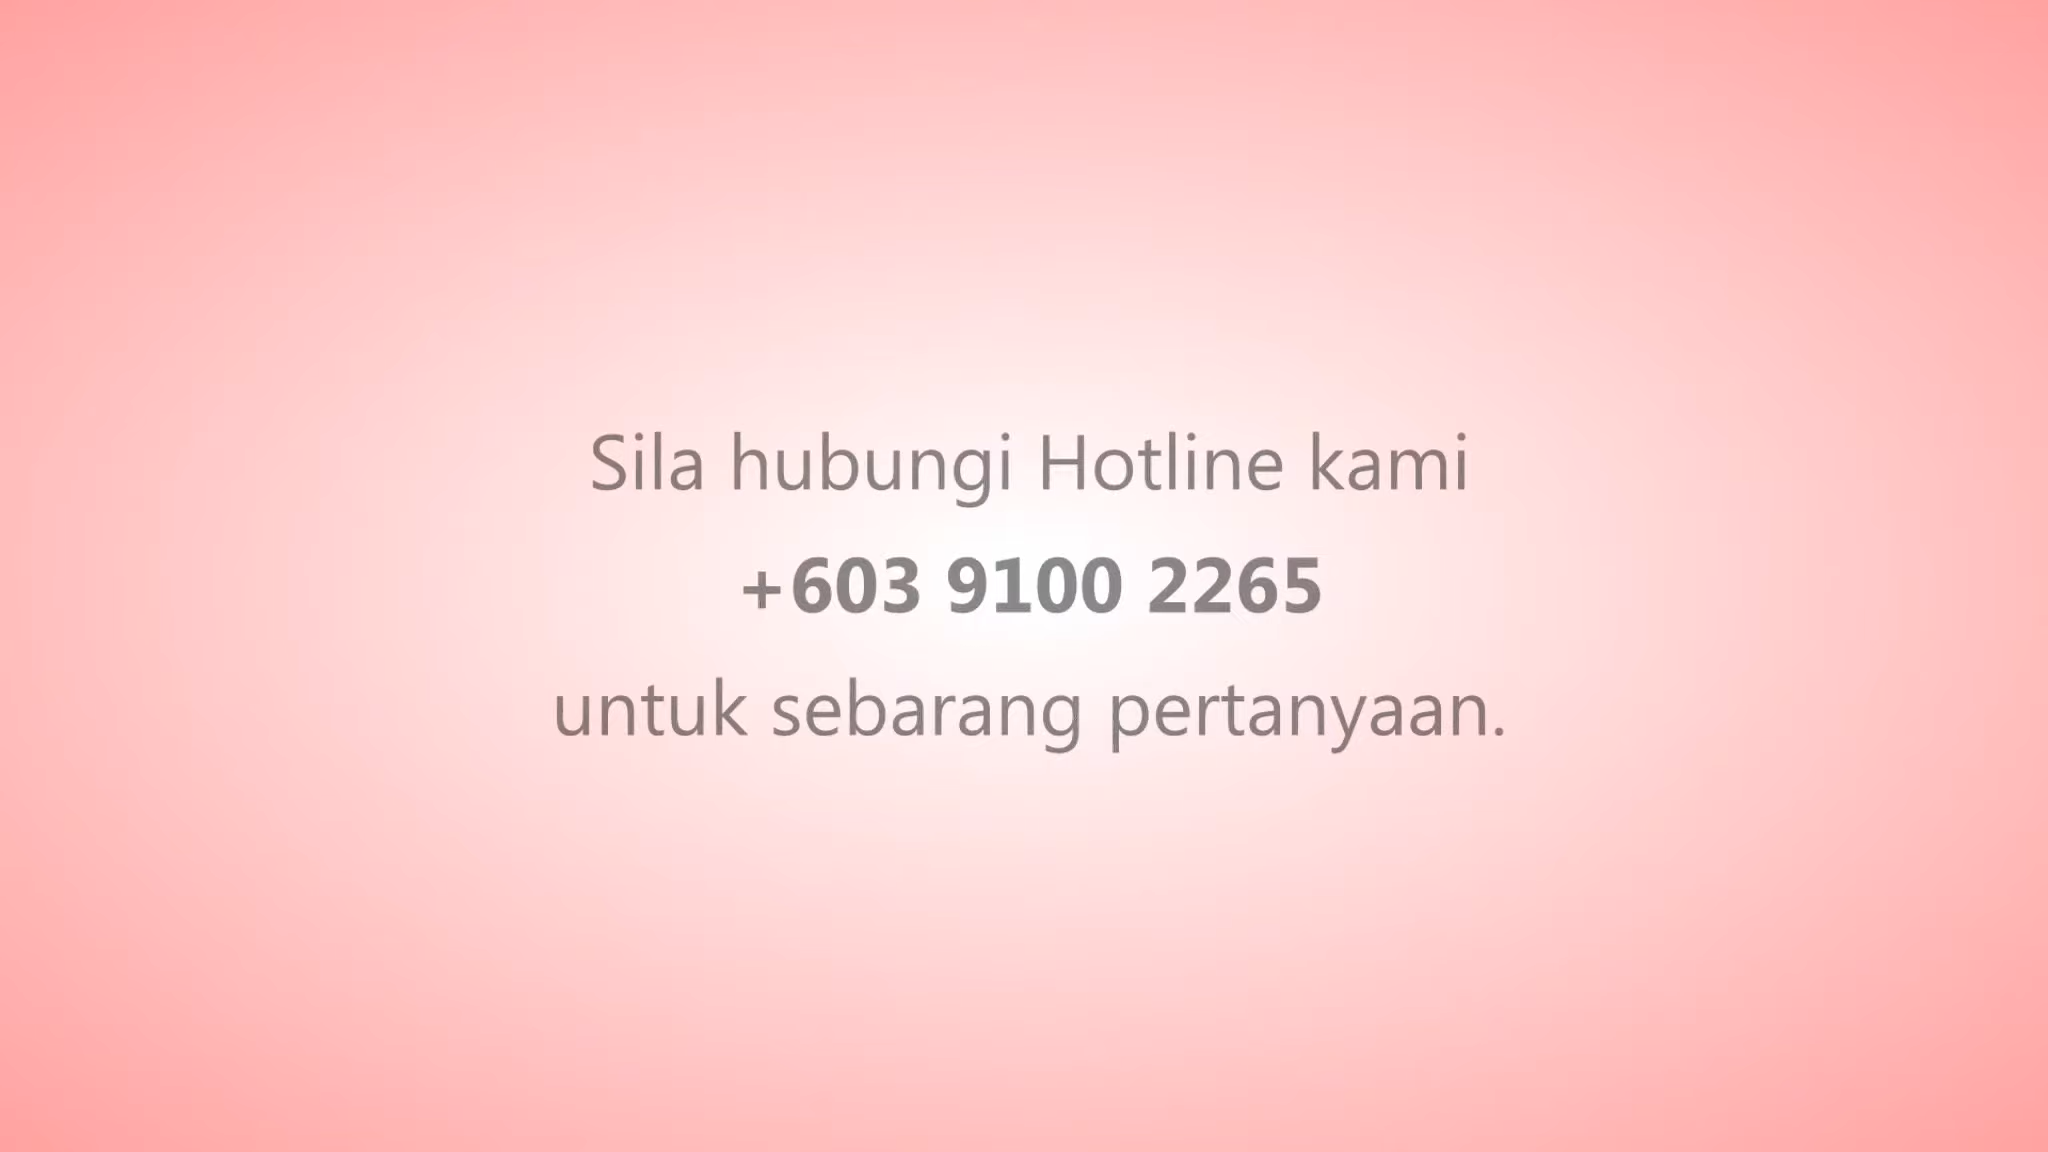 Sila hubungi Hotline kami
+603 9100 2265
untuk sebarang pertanyaan.